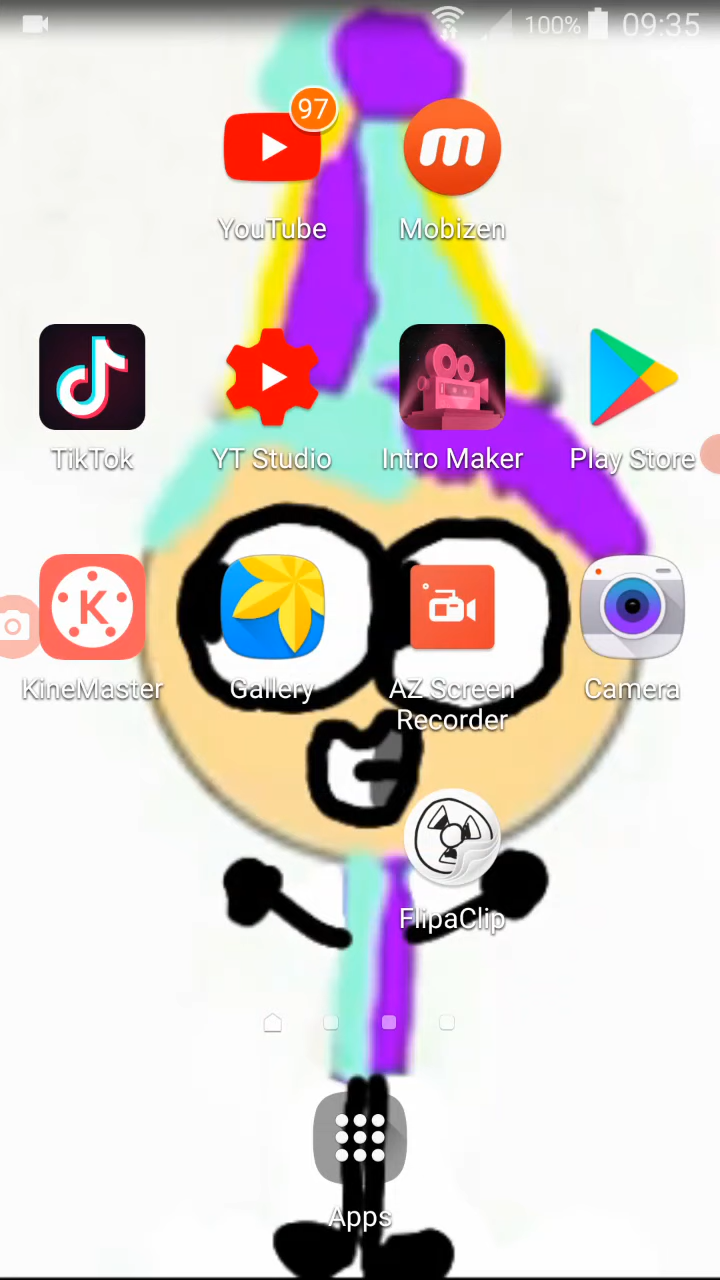 100% 09:35
97
YouTube Mobizen
TikTok YT Studio Intro Maker Play Store
K
KineMaster Gallery AZ Screen Camera
Recorder
FlipaClip
Apps